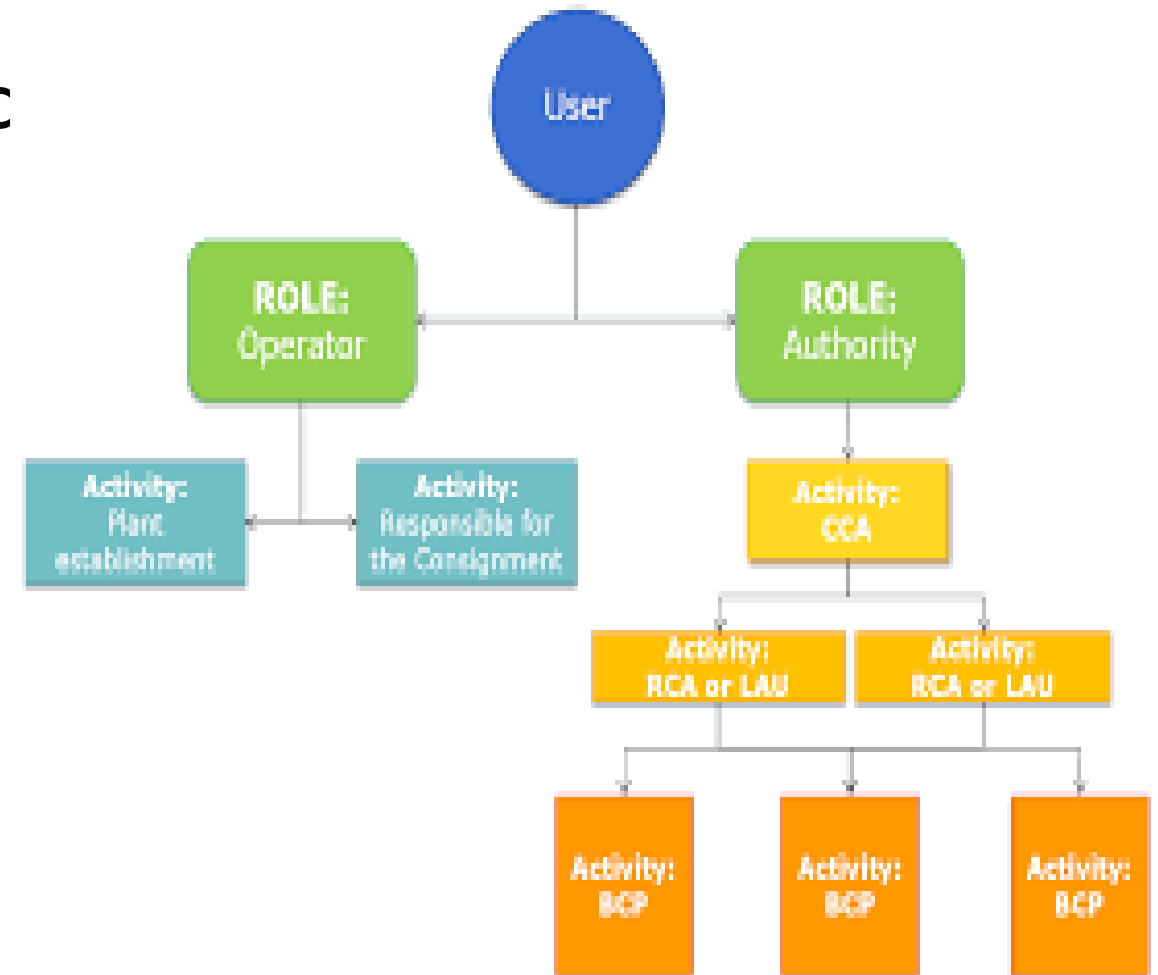 c
User
ROLE:
Operator
ROLE:
Authority
Activity:
Plant
establishment
Activity:
Responsible for
the Consignment
Activity:
CCA
Activity:
RCA or LAU
Activity:
RCA or LAU
Activity:
BCP
Activity:
BCP
Activity:
BCP